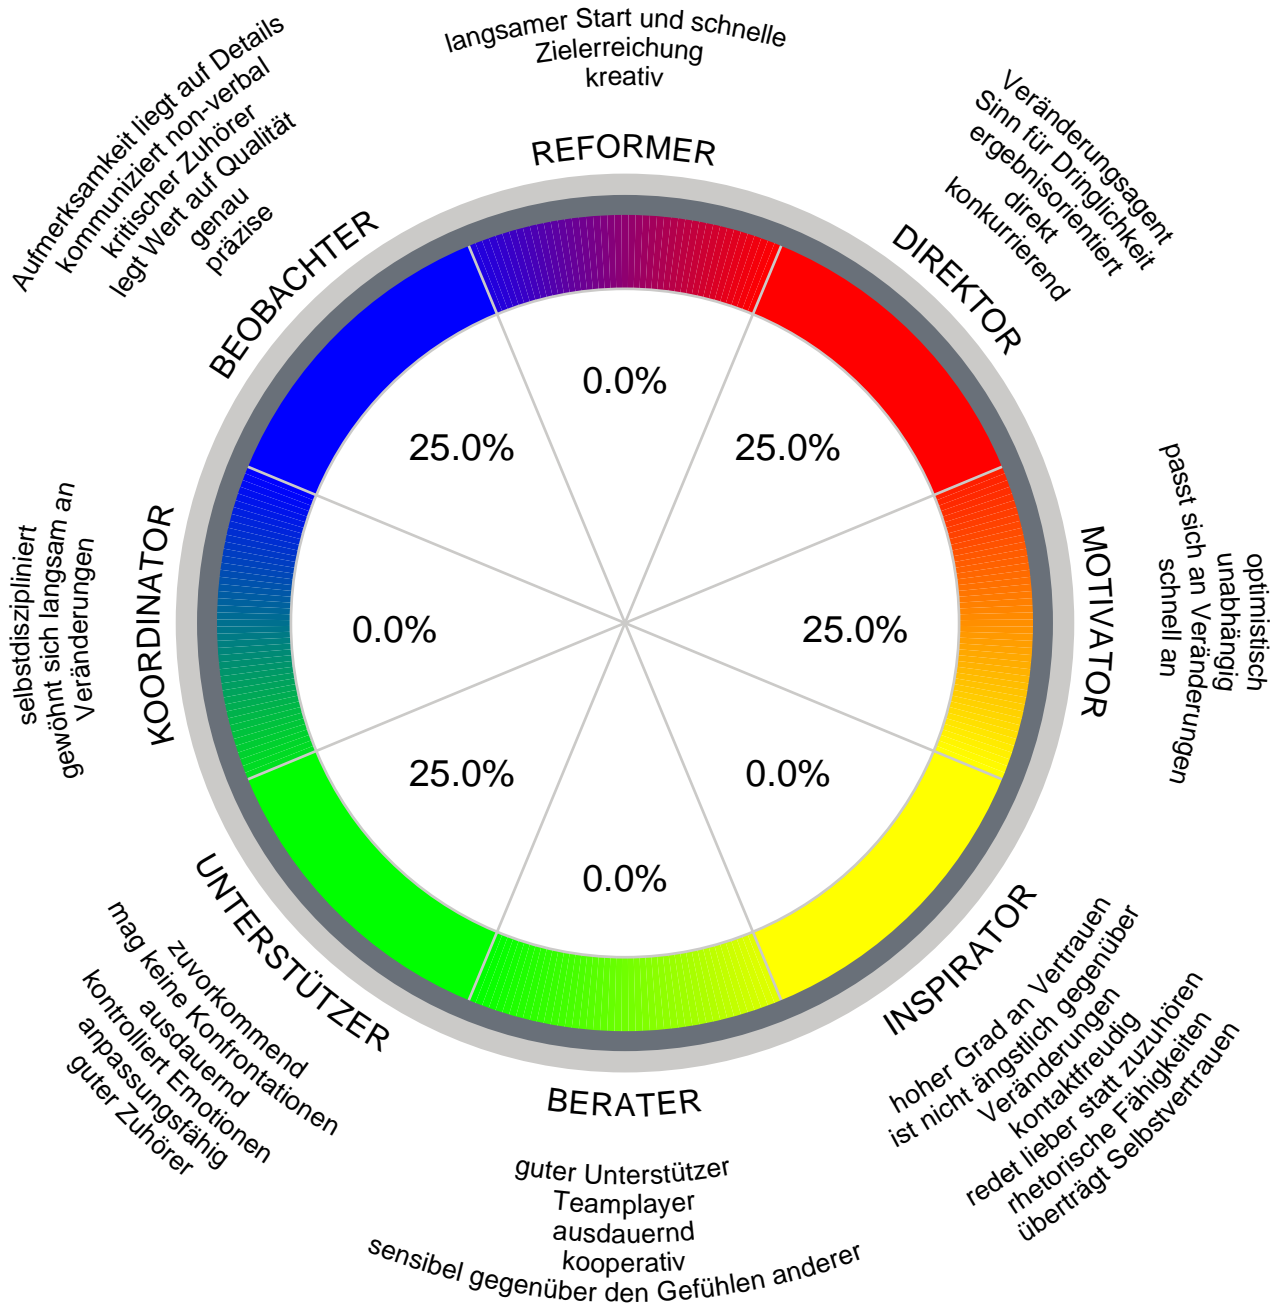 langsamer Start und schnelle
Zielerreichung
kreativ
REFORMER
Veränderungsagent
Sinn für Dringlichkeit
ergebnisorientiert
direkt
konkurrierend
DIREKTOR
Aufmerksamkeit liegt auf Details
kommuniziert non-verbal
kritischer Zuhörer
legt Wert auf Qualität
genau
präzise
BEOBACHTER
0.0%
25.0%
25.0%
optimistisch
unabhängig
passt sich an Veränderungen
schnell an
MOTIVATOR
selbstdiszipliniert
gewöhnt sich langsam an
Veränderungen
KOORDINATOR
0.0%
25.0%
25.0%
0.0%
0.0%
UNTERSTÜTZER
zuvorkommend
mag keine Konfrontationen
ausdauernd
kontrolliert Emotionen
anpassungsfähig
guter Zuhörer
INSPIRATOR
hoher Grad an Vertrauen
ist nicht ängstlich gegenüber
Veränderungen
kontaktfreudig
redet lieber statt zuzuhören
rhetorische Fähigkeiten
überträgt Selbstvertrauen
BERATER
guter Unterstützer
Teamplayer
ausdauernd
kooperativ
sensibel gegenüber den Gefühlen anderer